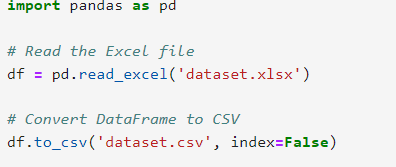 import pandas as pd
# Read the Excel file
df = pd.read_excel('dataset.xlsx')
# Convert DataFrame to CSV
df.to_csv('dataset.csv', index=False)